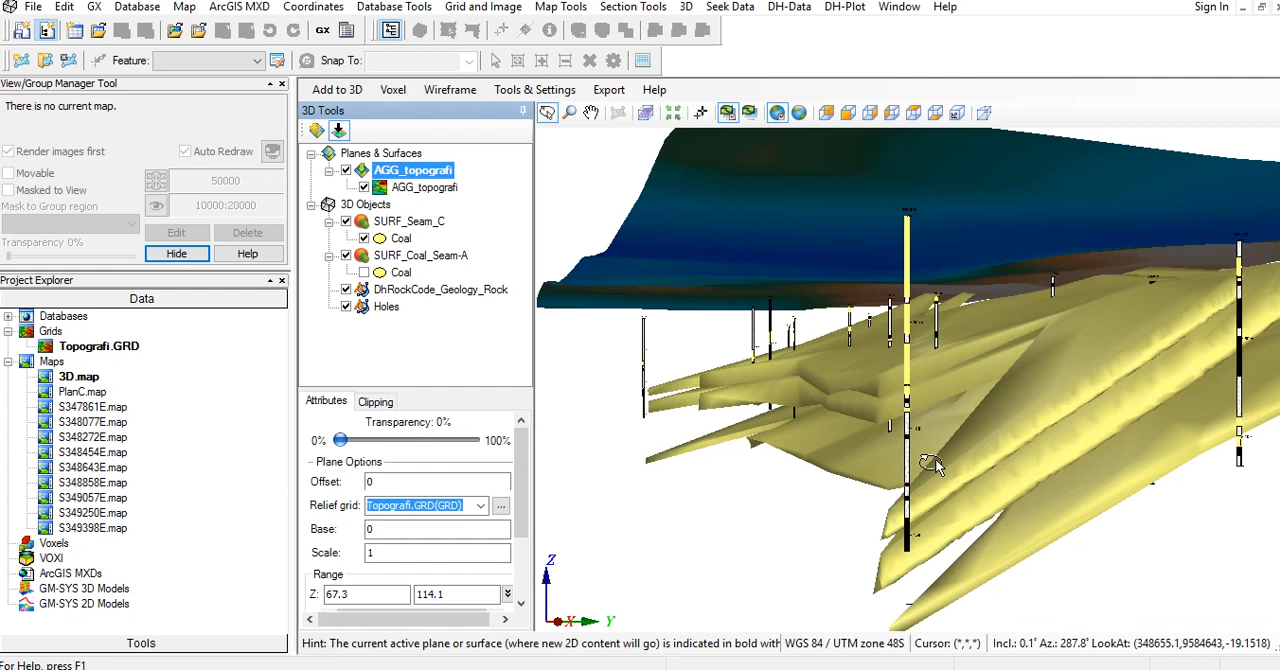 File Edit GX Database Map ArcGIS MXD Coordinates Database Tools Grid and Image Map Tools Section Tools 3D Seek Data DH-Data DH-Plot Window Help Sign In
GX
Feature: Snap To:
View/Group Manager Tool
There is no current map.
Render images first Auto Redraw
Movable 50000
Masked to View
Mask to Group region 10000:20000
Transparency 0% Edit Delete
Hide Help
Project Explorer
Data
Databases
Grids
Topografi.GRD
Maps
3D.map
PlanC.map
S347861E.map
S348077E.map
S348272E.map
S348454E.map
S348643E.map
S348858E.map
S349057E.map
S349250E.map
S349398E.map
Voxels
VOXI
ArcGIS MXDs
GM-SYS 3D Models
GM-SYS 2D Models
Tools
For Help, press F1
Add to 3D Voxel Wireframe Tools & Settings Export Help
3D Tools
Planes & Surfaces
AGG_topografi
AGG_topografi
3D Objects
SURF_Seam_C
Coal
SURF_Coal_Seam-A
Coal
DhRockCode_Geology_Rock
Holes
Attributes Clipping
Transparency: 0%
0% 100%
Plane Options
Offset: 0
Relief grid: Topografi.GRD(GRD) ...
Base: 0
Scale: 1
Range
Z: 67.3 114.1
Z
X Y
Hint: The current active plane or surface (where new 2D content will go) is indicated in bold with WGS 84 / UTM zone 48S Cursor: (*,*,*) Incl.: 0.1° Az.: 287.8° LookAt: (348655.1,9584643,-19.1518)